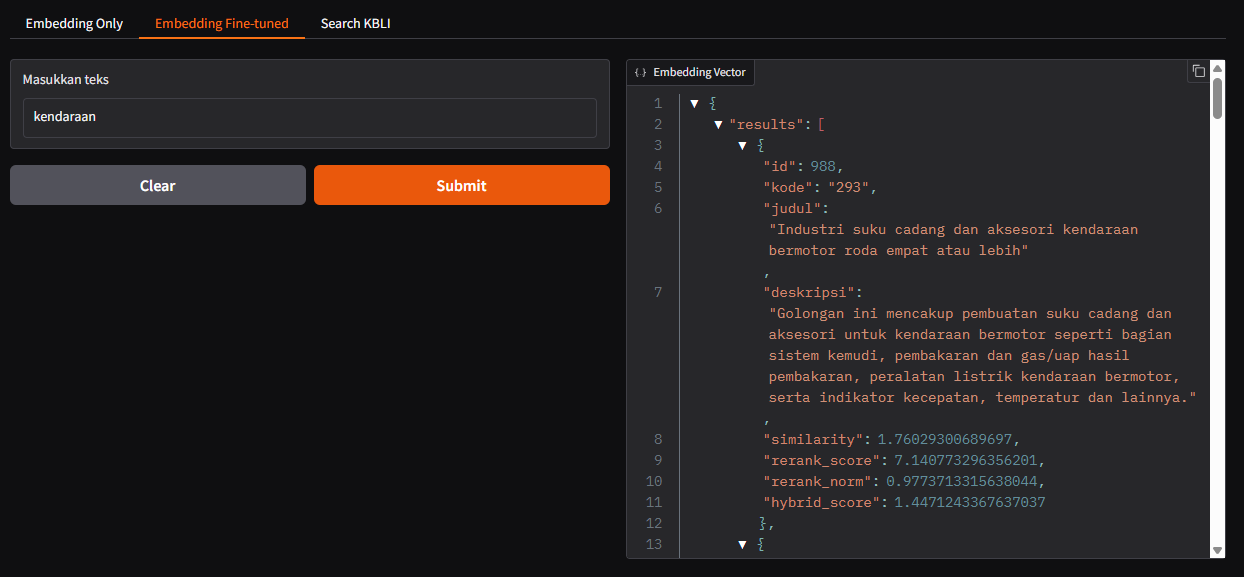 Embedding Only Embedding Fine-tuned Search KBLI
Masukkan teks
kendaraan
Clear Submit
Embedding Vector
1 {
2 "results": [
3 {
4 "id": 988,
5 "kode": "293",
6 "judul":
"Industri suku cadang dan aksesori kendaraan
bermotor roda empat atau lebih"
,
7 "deskripsi":
"Golongan ini mencakup pembuatan suku cadang dan
aksesori untuk kendaraan bermotor seperti bagian
sistem kemudi, pembakaran dan gas/uap hasil
pembakaran, peralatan listrik kendaraan bermotor,
serta indikator kecepatan, temperatur dan lainnya."
,
8 "similarity": 1.76029300689697,
9 "rerank_score": 7.140773296356201,
10 "rerank_norm": 0.9773713315638044,
11 "hybrid_score": 1.4471243367637037
12 },
13 {